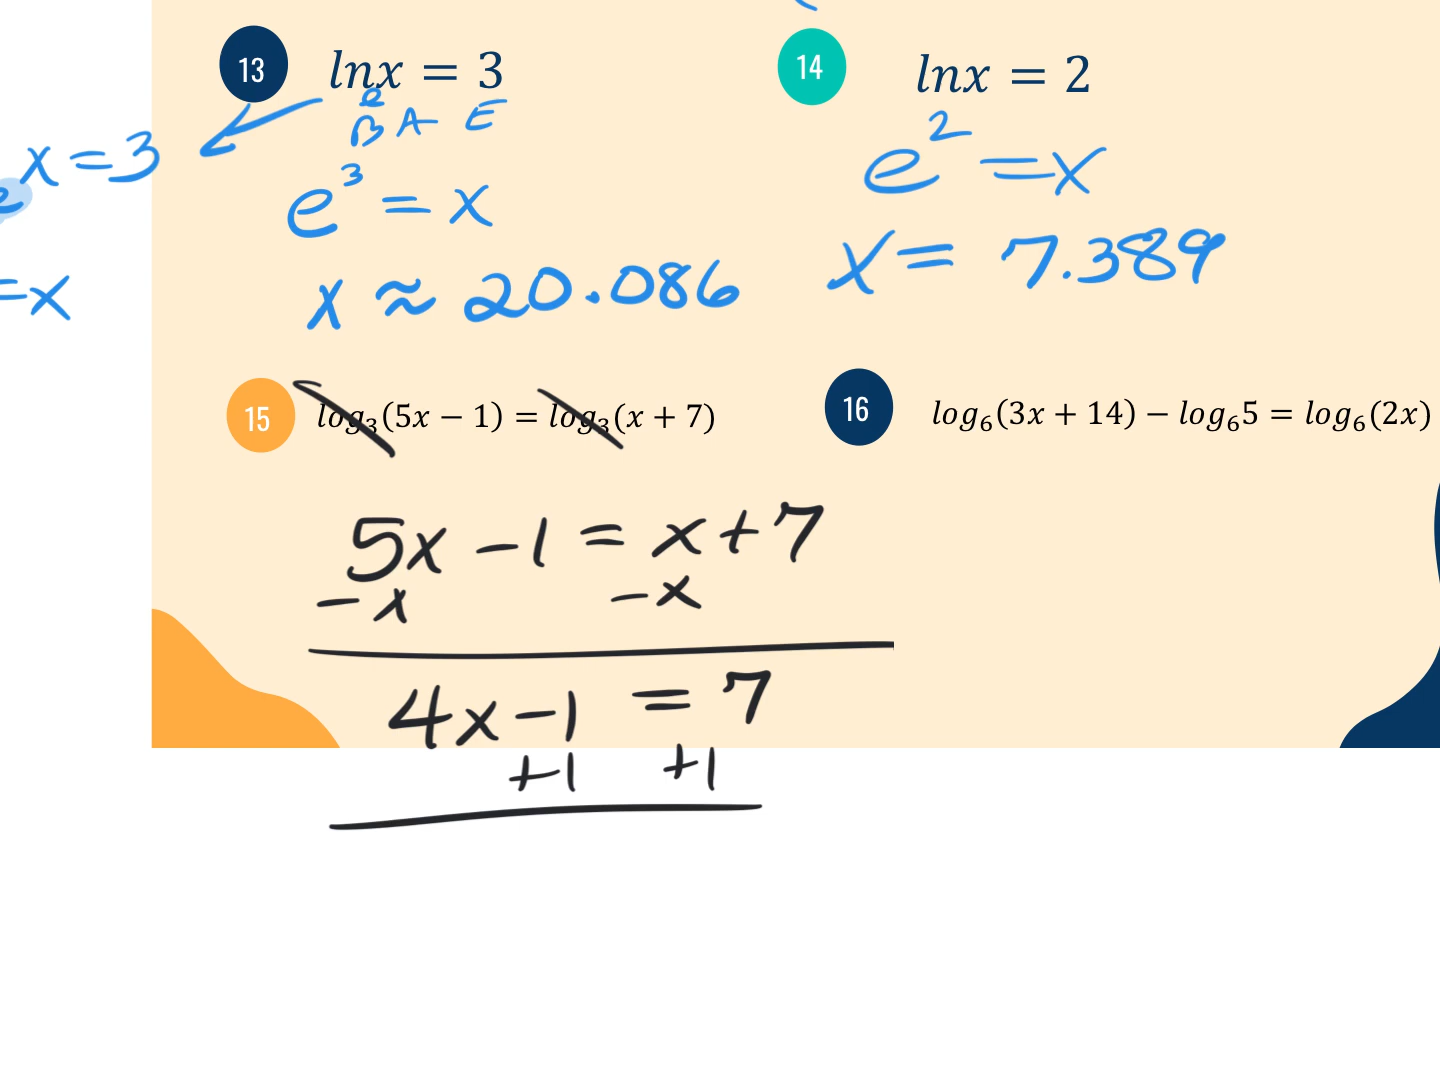 13 lnx = 3
e
B A E
x = 3
e
e³ = x
= x
x ≈ 20.086
14 lnx = 2
e² = x
x = 7.389
15 log₃(5x − 1) = log₃(x + 7)
5x − 1 = x + 7
− x − x
4x − 1 = 7
+1 +1
16 log₆(3x + 14) − log₆5 = log₆(2x)